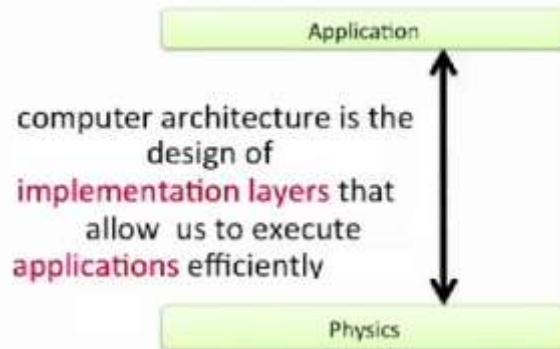 Application
computer architecture is the
design of
implementation layers that
allow us to execute
applications efficiently
Physics